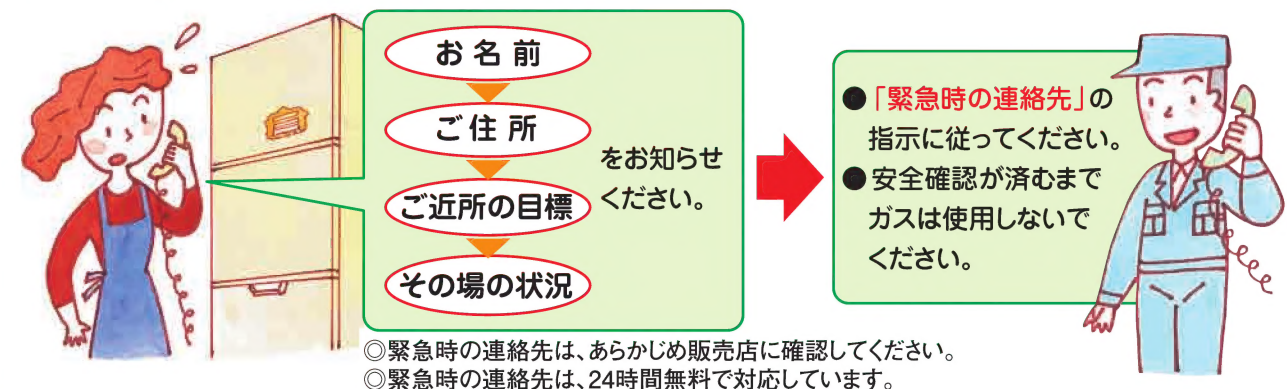 お名前
ご住所
ご近所の目標
その場の状況
をお知らせ
ください。
●「緊急時の連絡先」の
指示に従ってください。
●安全確認が済むまで
ガスは使用しないで
ください。
◎緊急時の連絡先は、あらかじめ販売店に確認してください。
◎緊急時の連絡先は、24時間無料で対応しています。